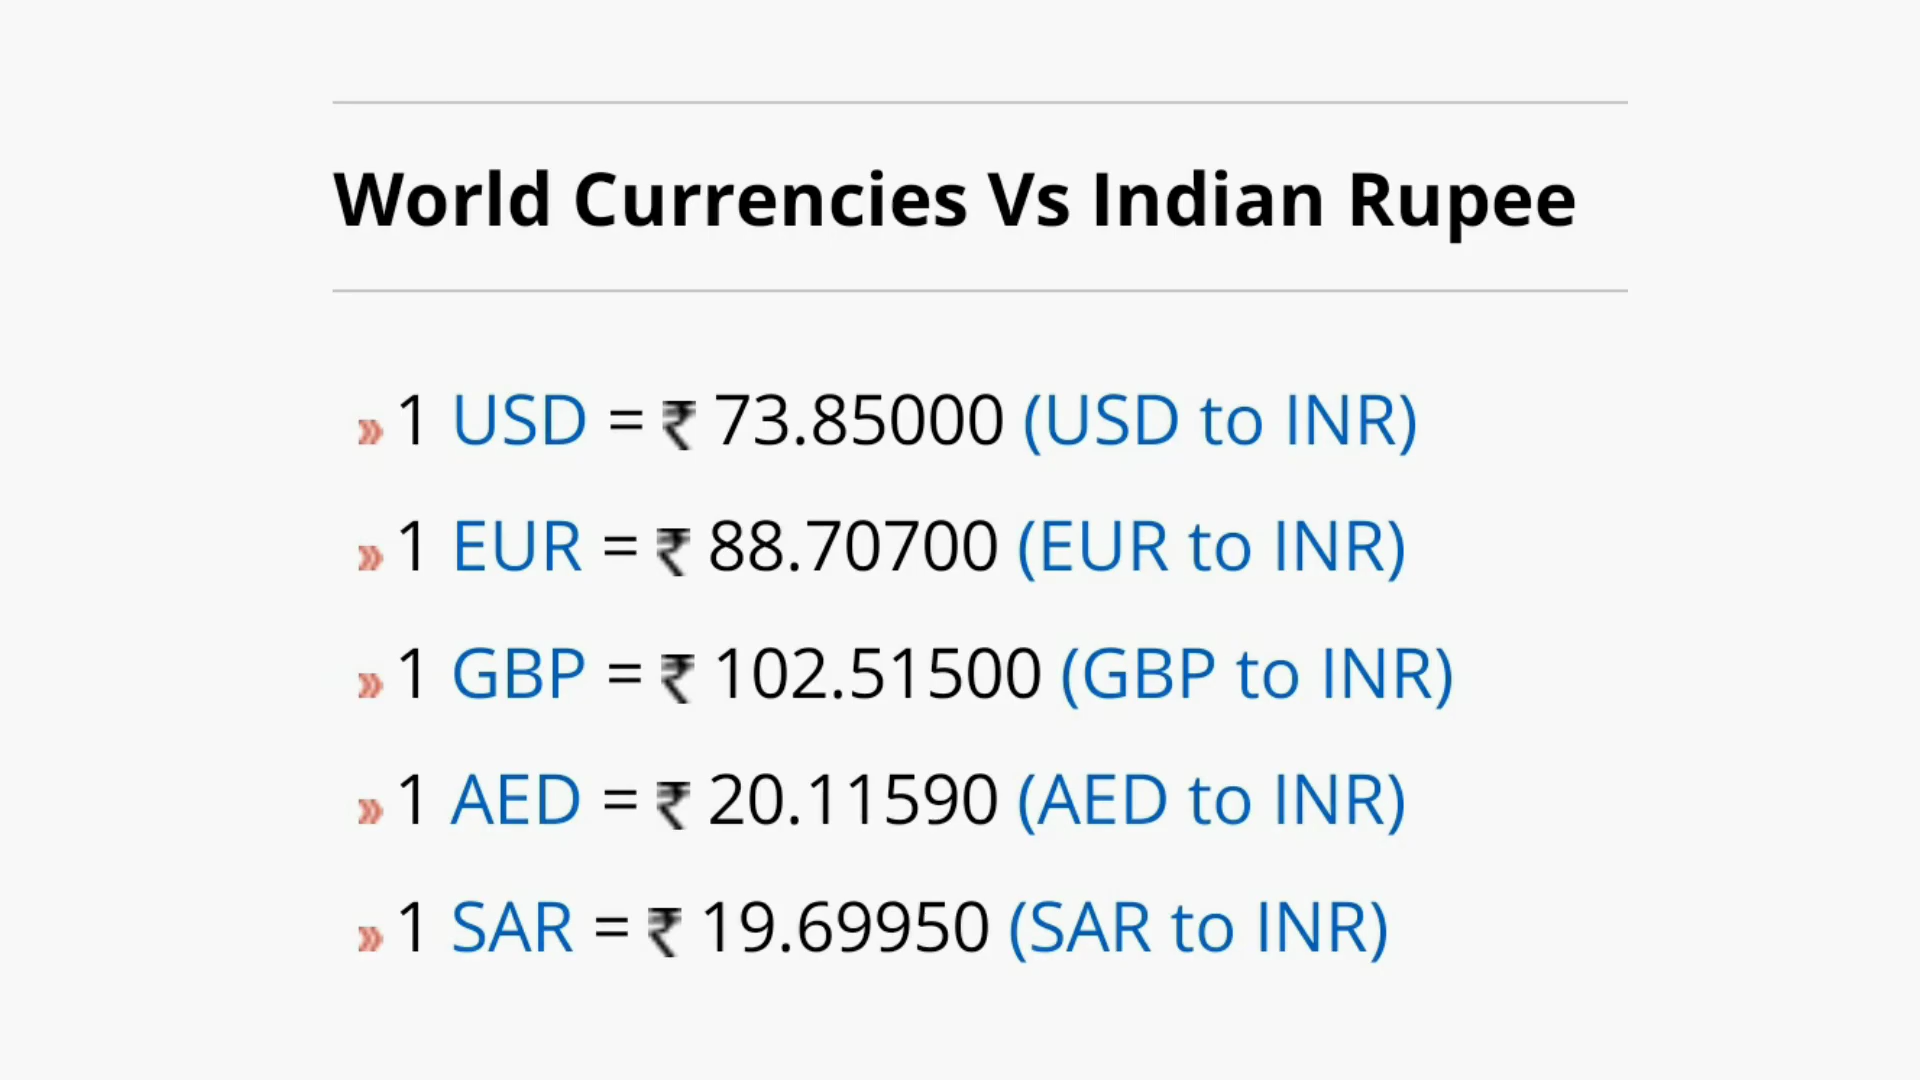 World Currencies Vs Indian Rupee
» 1 USD = ₹ 73.85000 (USD to INR)
» 1 EUR = ₹ 88.70700 (EUR to INR)
» 1 GBP = ₹ 102.51500 (GBP to INR)
» 1 AED = ₹ 20.11590 (AED to INR)
» 1 SAR = ₹ 19.69950 (SAR to INR)